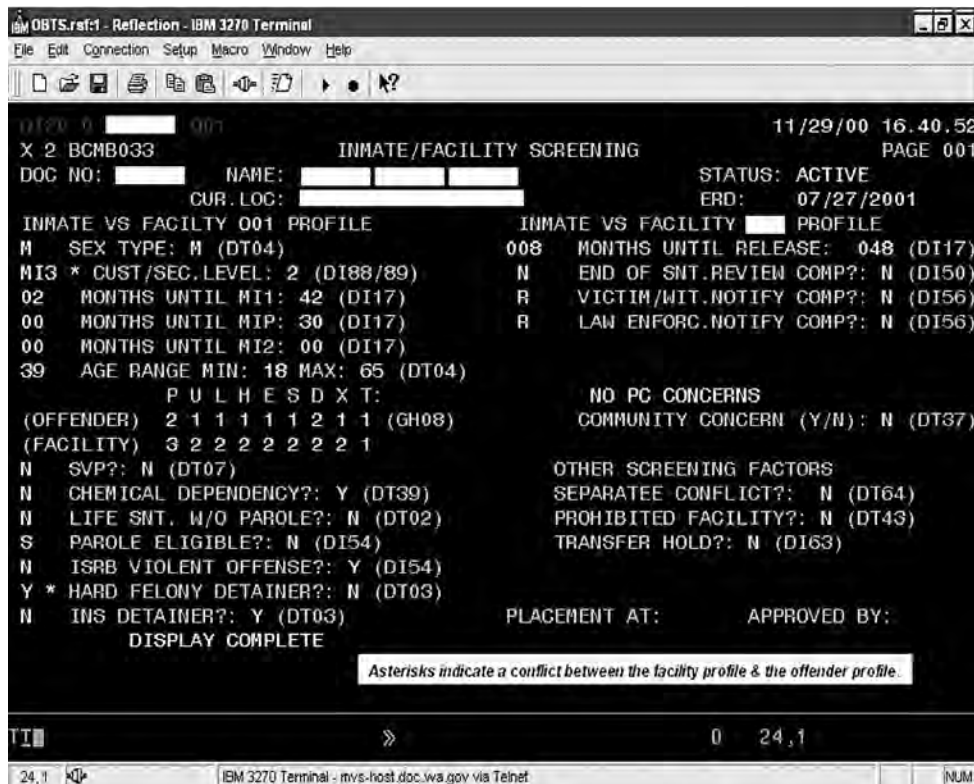 OBTS.rsf:1 - Reflection - IBM 3270 Terminal
File Edit Connection Setup Macro Window Help
001
11/29/00 16.40.52
X 2 BCMB033 INMATE/FACILITY SCREENING PAGE 001
DOC NO: NAME: STATUS: ACTIVE
CUR.LOC: ERD: 07/27/2001
INMATE VS FACILTY 001 PROFILE INMATE VS FACILITY PROFILE
M SEX TYPE: M (DT04) 008 MONTHS UNTIL RELEASE: 048 (DI17)
MI3 * CUST/SEC.LEVEL: 2 (DI88/89) N END OF SNT.REVIEW COMP?: N (DI50)
02 MONTHS UNTIL MI1: 42 (DI17) R VICTIM/WIT.NOTIFY COMP?: N (DI56)
00 MONTHS UNTIL MIP: 30 (DI17) R LAW ENFORC.NOTIFY COMP?: N (DI56)
00 MONTHS UNTIL MI2: 00 (DI17)
39 AGE RANGE MIN: 18 MAX: 65 (DT04)
P U L H E S D X T: NO PC CONCERNS
(OFFENDER) 2 1 1 1 1 1 2 1 1 (GH08) COMMUNITY CONCERN (Y/N): N (DT37)
(FACILITY) 3 2 2 2 2 2 2 2 1
N SVP?: N (DT07) OTHER SCREENING FACTORS
N CHEMICAL DEPENDENCY?: Y (DT39) SEPARATEE CONFLICT?: N (DT64)
N LIFE SNT. W/O PAROLE?: N (DT02) PROHIBITED FACILITY?: N (DT43)
S PAROLE ELIGIBLE?: N (DI54) TRANSFER HOLD?: N (DI63)
N ISRB VIOLENT OFFENSE?: Y (DI54)
Y * HARD FELONY DETAINER?: N (DT03)
N INS DETAINER?: Y (DT03) PLACEMENT AT: APPROVED BY:
DISPLAY COMPLETE
Asterisks indicate a conflict between the facility profile & the offender profile.
0 24,1
24, 1 IBM 3270 Terminal - mvs-host.doc.wa.gov via Telnet NUM